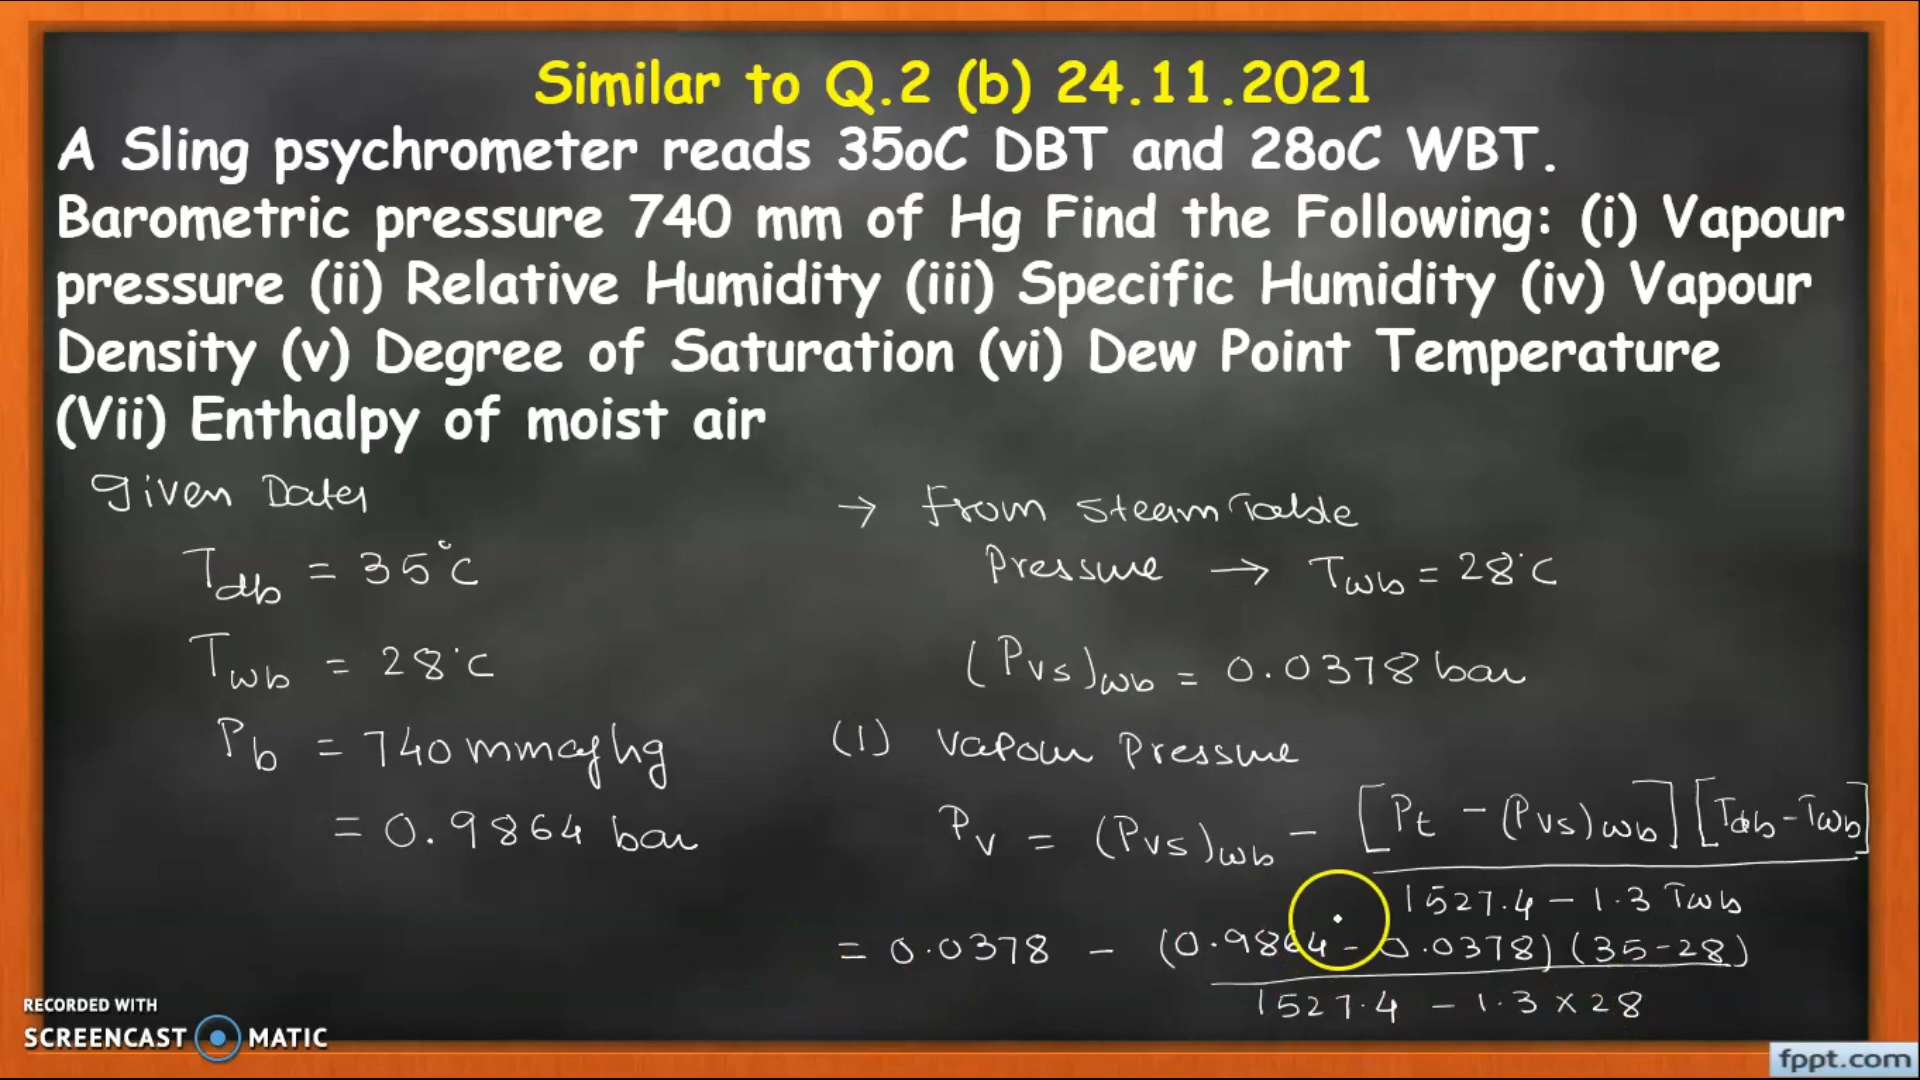 Similar to Q.2 (b) 24.11.2021
A Sling psychrometer reads 35oC DBT and 28oC WBT.
Barometric pressure 740 mm of Hg Find the Following: (i) Vapour
pressure (ii) Relative Humidity (iii) Specific Humidity (iv) Vapour
Density (v) Degree of Saturation (vi) Dew Point Temperature
(Vii) Enthalpy of moist air
Given Data
Tdb = 35°C
Twb = 28°C
Pb = 740 mm of hg
= 0.9864 bar
→ From steam Table
Pressure → Twb = 28°C
(Pvs)wb = 0.0378 bar
(1) Vapour Pressure
Pv = (Pvs)wb - [Pt - (Pvs)wb] [Tdb - Twb]
1527.4 - 1.3 Twb
= 0.0378 - (0.9864 - 0.0378) (35-28)
1527.4 - 1.3 × 28
RECORDED WITH
SCREENCAST MATIC
fppt.com